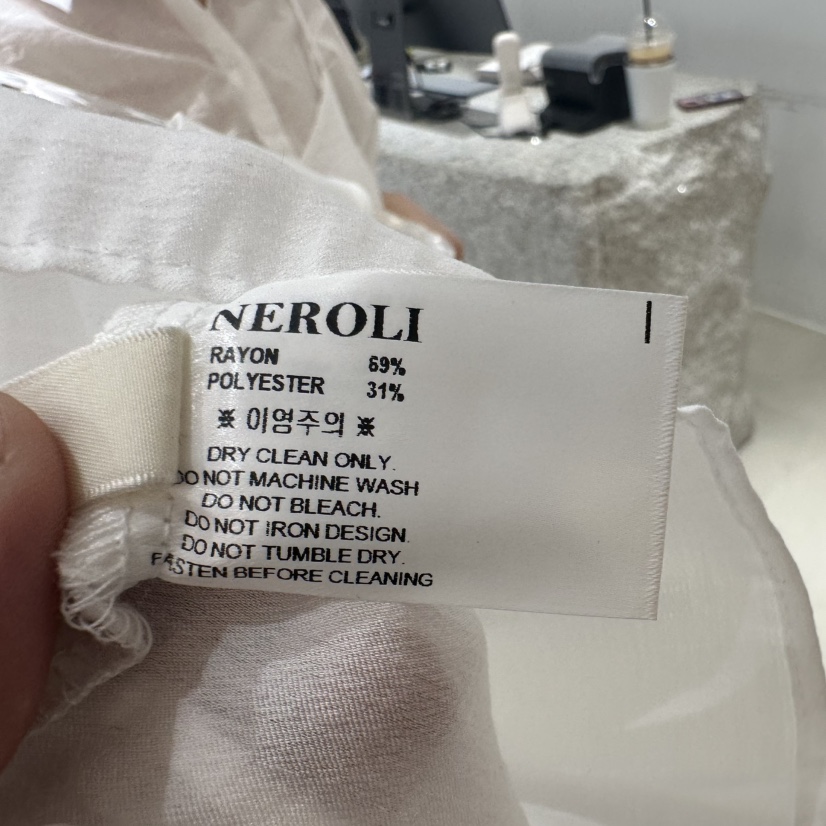 NEROLI
RAYON 69%
POLYESTER 31%
※ 이염주의 ※
DRY CLEAN ONLY.
DO NOT MACHINE WASH
DO NOT BLEACH.
DO NOT IRON DESIGN.
DO NOT TUMBLE DRY.
FASTEN BEFORE CLEANING